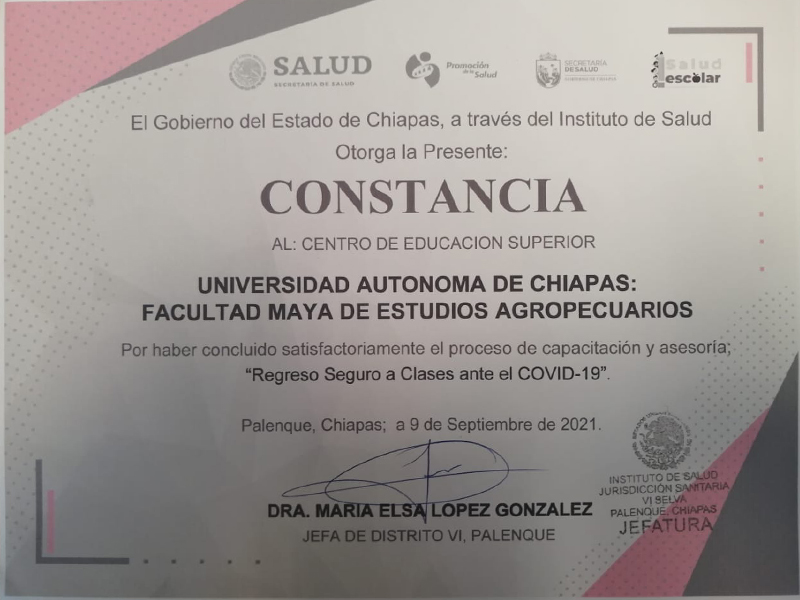 SALUD
SECRETARÍA DE SALUD
Promoción
de la Salud
SECRETARÍA
DE SALUD
Salud
escolar
El Gobierno del Estado de Chiapas, a través del Instituto de Salud
Otorga la Presente:
CONSTANCIA
AL: CENTRO DE EDUCACION SUPERIOR
UNIVERSIDAD AUTONOMA DE CHIAPAS:
FACULTAD MAYA DE ESTUDIOS AGROPECUARIOS
Por haber concluido satisfactoriamente el proceso de capacitación y asesoría;
“Regreso Seguro a Clases ante el COVID-19”.
Palenque, Chiapas; a 9 de Septiembre de 2021.
DRA. MARIA ELSA LOPEZ GONZALEZ
JEFA DE DISTRITO VI, PALENQUE
INSTITUTO DE SALUD
JURISDICCIÓN SANITARIA
VI SELVA
PALENQUE, CHIAPAS
JEFATURA